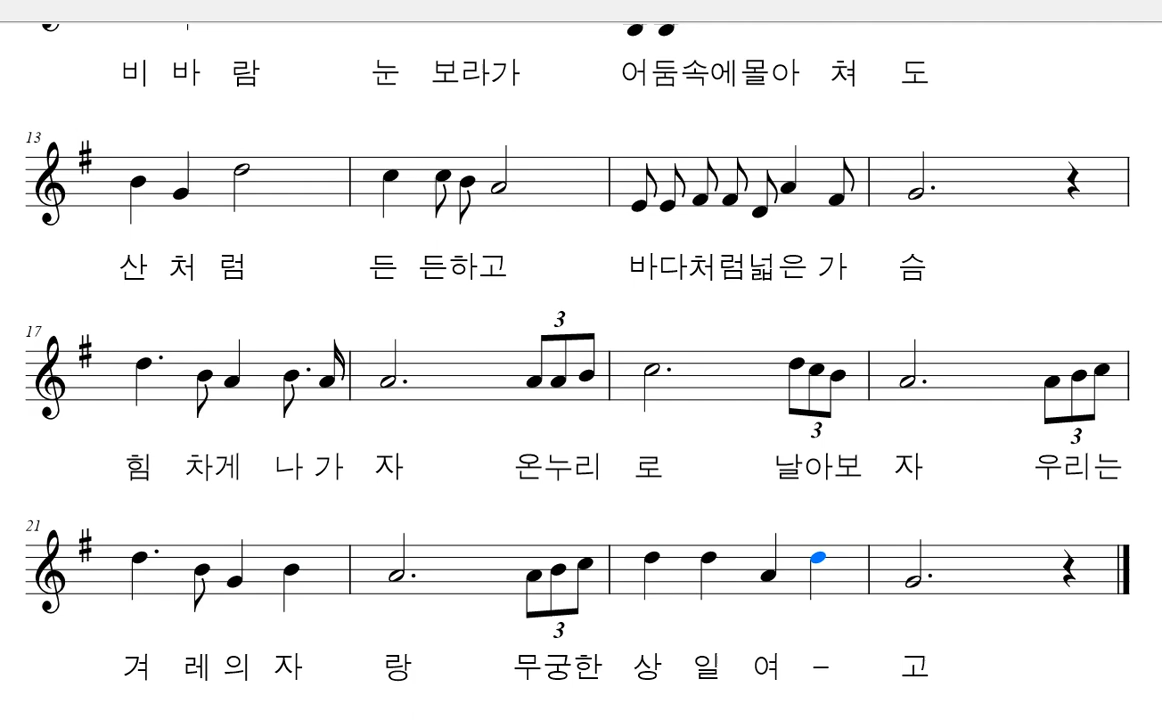 비 바 람 눈 보라가 어둠속에몰아 쳐 도
13
산 처 럼 든 든하고 바다처럼넓은 가 슴
17
3 3 3
힘 차게 나 가 자 온누리 로 날아보 자 우리는
21
3
겨 레 의 자 랑 무궁한 상 일 여 – 고